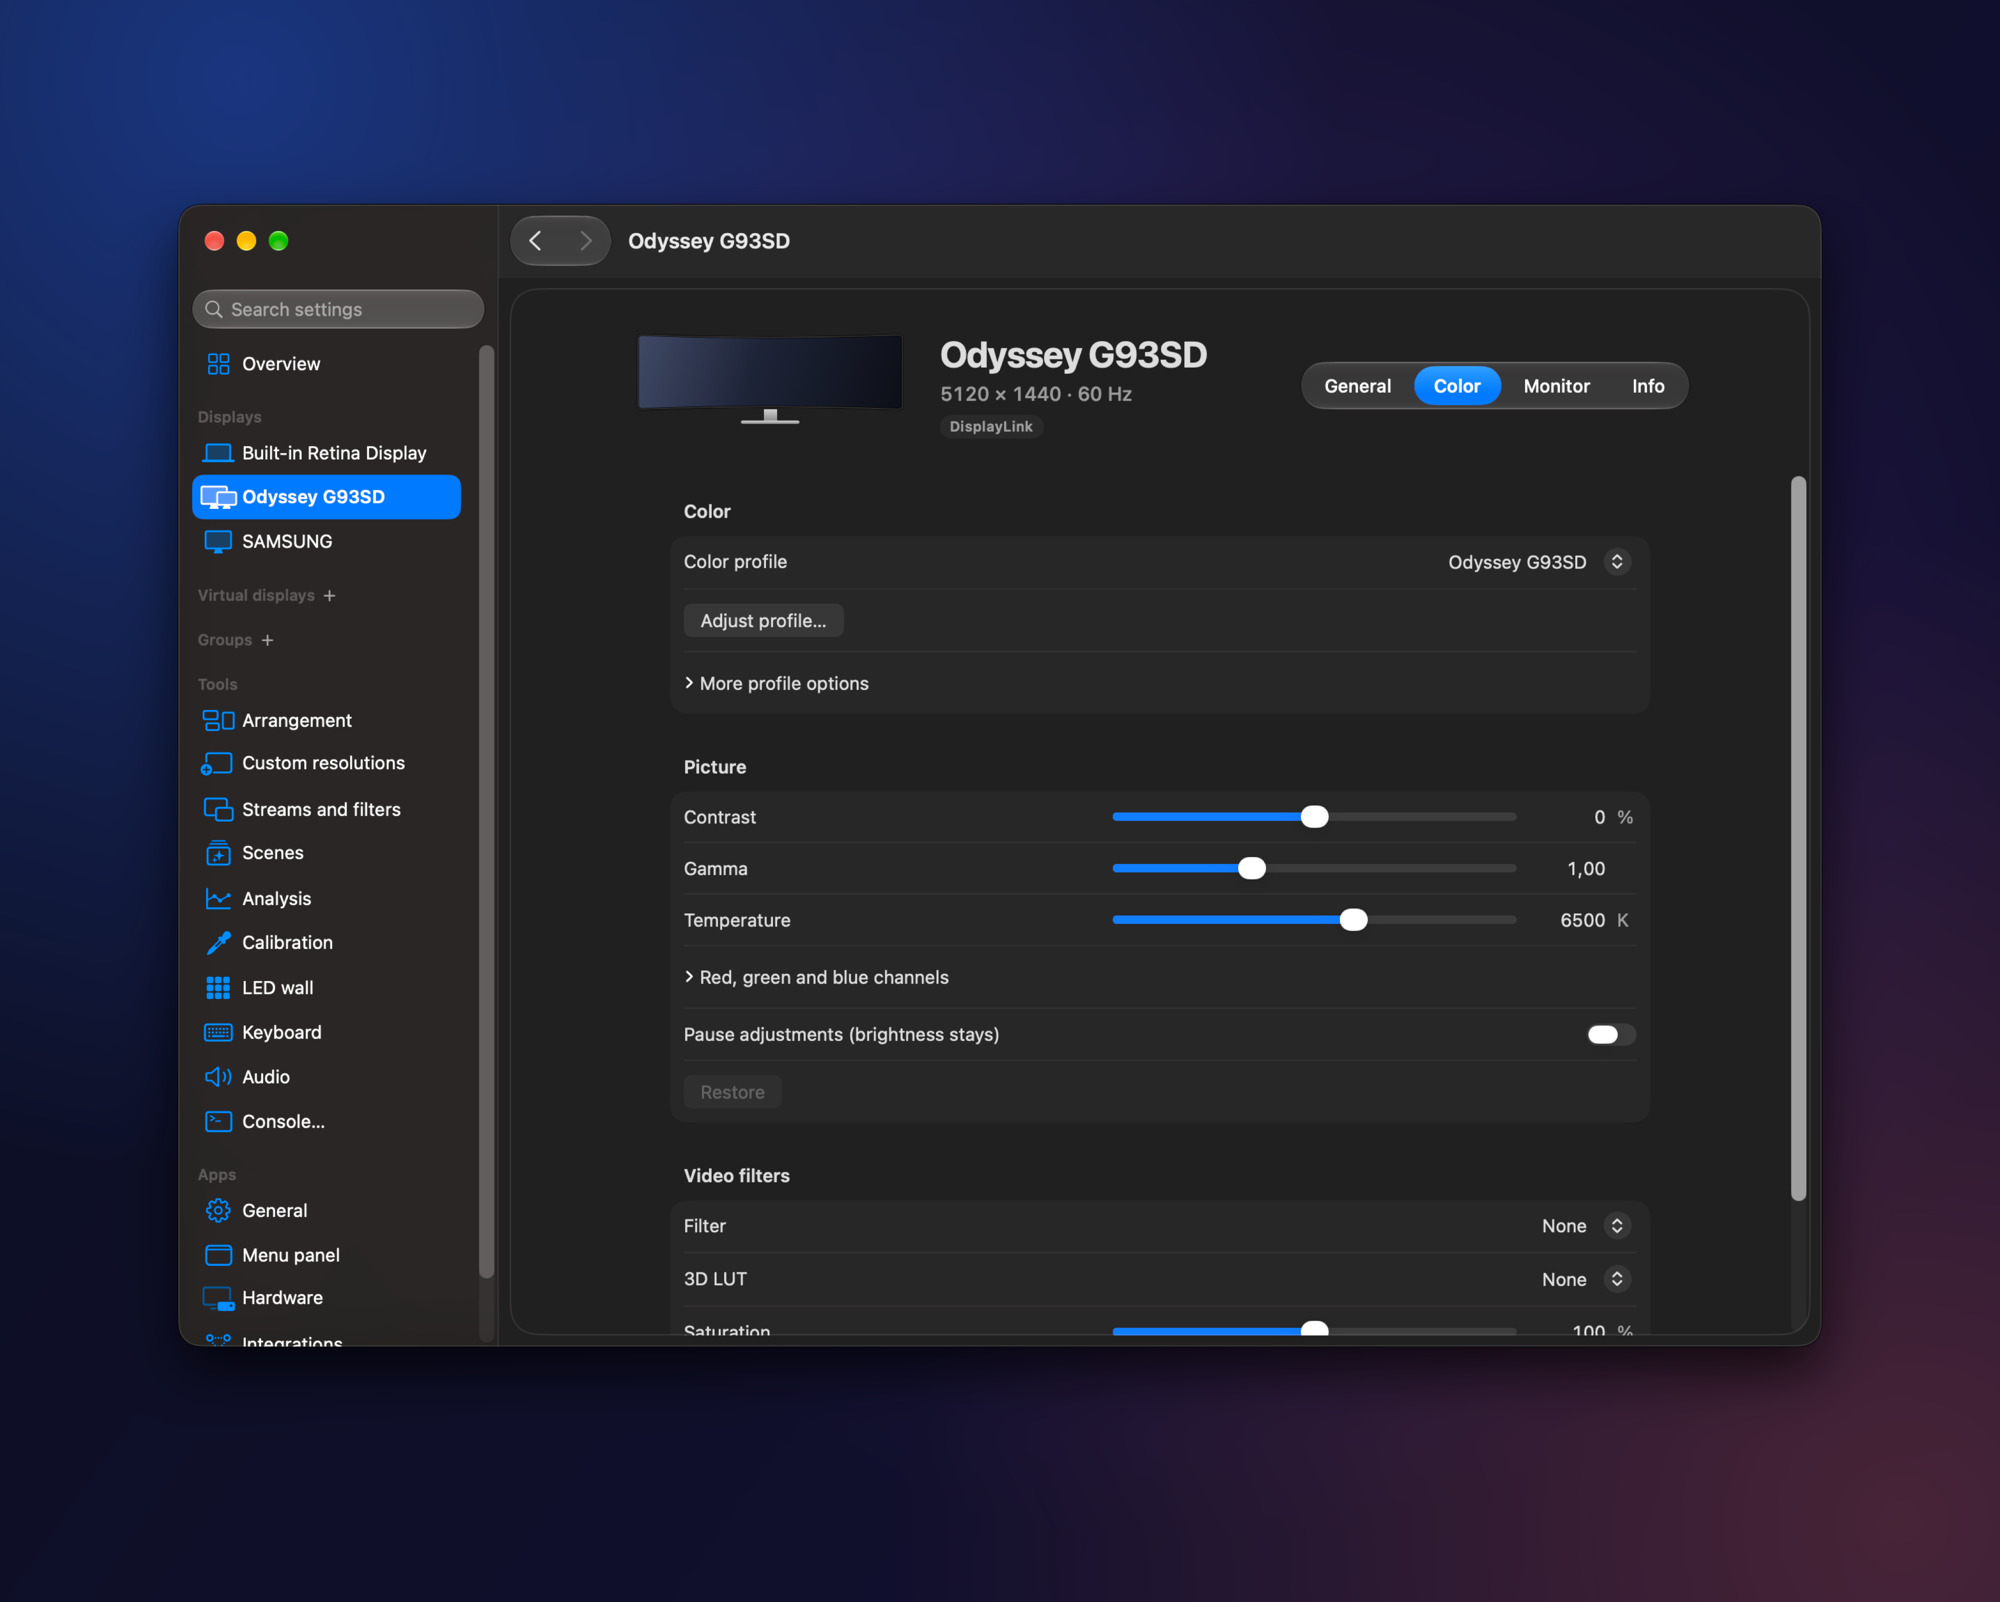 Odyssey G93SD
Search settings
Overview
Displays
Built-in Retina Display
Odyssey G93SD
SAMSUNG
Virtual displays +
Groups +
Tools
Arrangement
Custom resolutions
Streams and filters
Scenes
Analysis
Calibration
LED wall
Keyboard
Audio
Console...
Apps
General
Menu panel
Hardware
Integrations
Odyssey G93SD
5120 × 1440 · 60 Hz
DisplayLink
General Color Monitor Info
Color
Color profile Odyssey G93SD
Adjust profile...
More profile options
Picture
Contrast 0 %
Gamma 1,00
Temperature 6500 K
Red, green and blue channels
Pause adjustments (brightness stays)
Restore
Video filters
Filter None
3D LUT None
Saturation 100 %